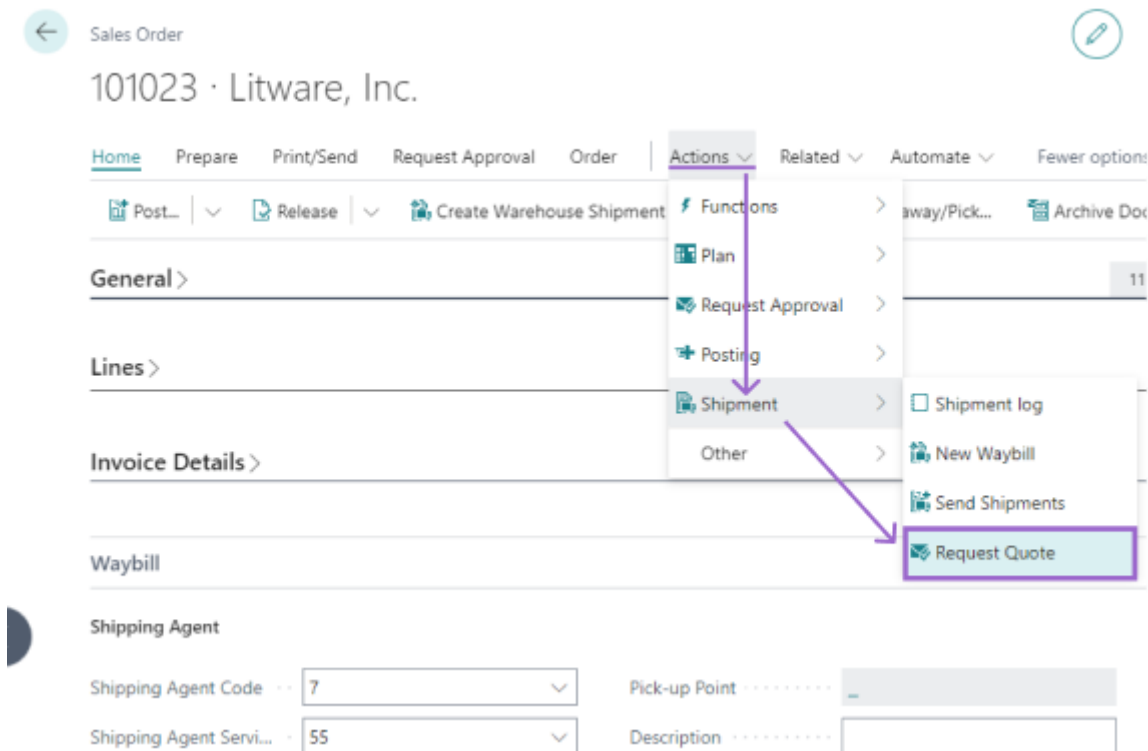 Sales Order
101023 · Litware, Inc.
Home Prepare Print/Send Request Approval Order Actions Related Automate Fewer options
Post... Release Create Warehouse Shipment away/Pick... Archive Doc
Functions
Plan
Request Approval
Posting
Shipment
Other
Shipment log
New Waybill
Send Shipments
Request Quote
General
11
Lines
Invoice Details
Waybill
Shipping Agent
Shipping Agent Code 7 Pick-up Point _
Shipping Agent Servi... 55 Description